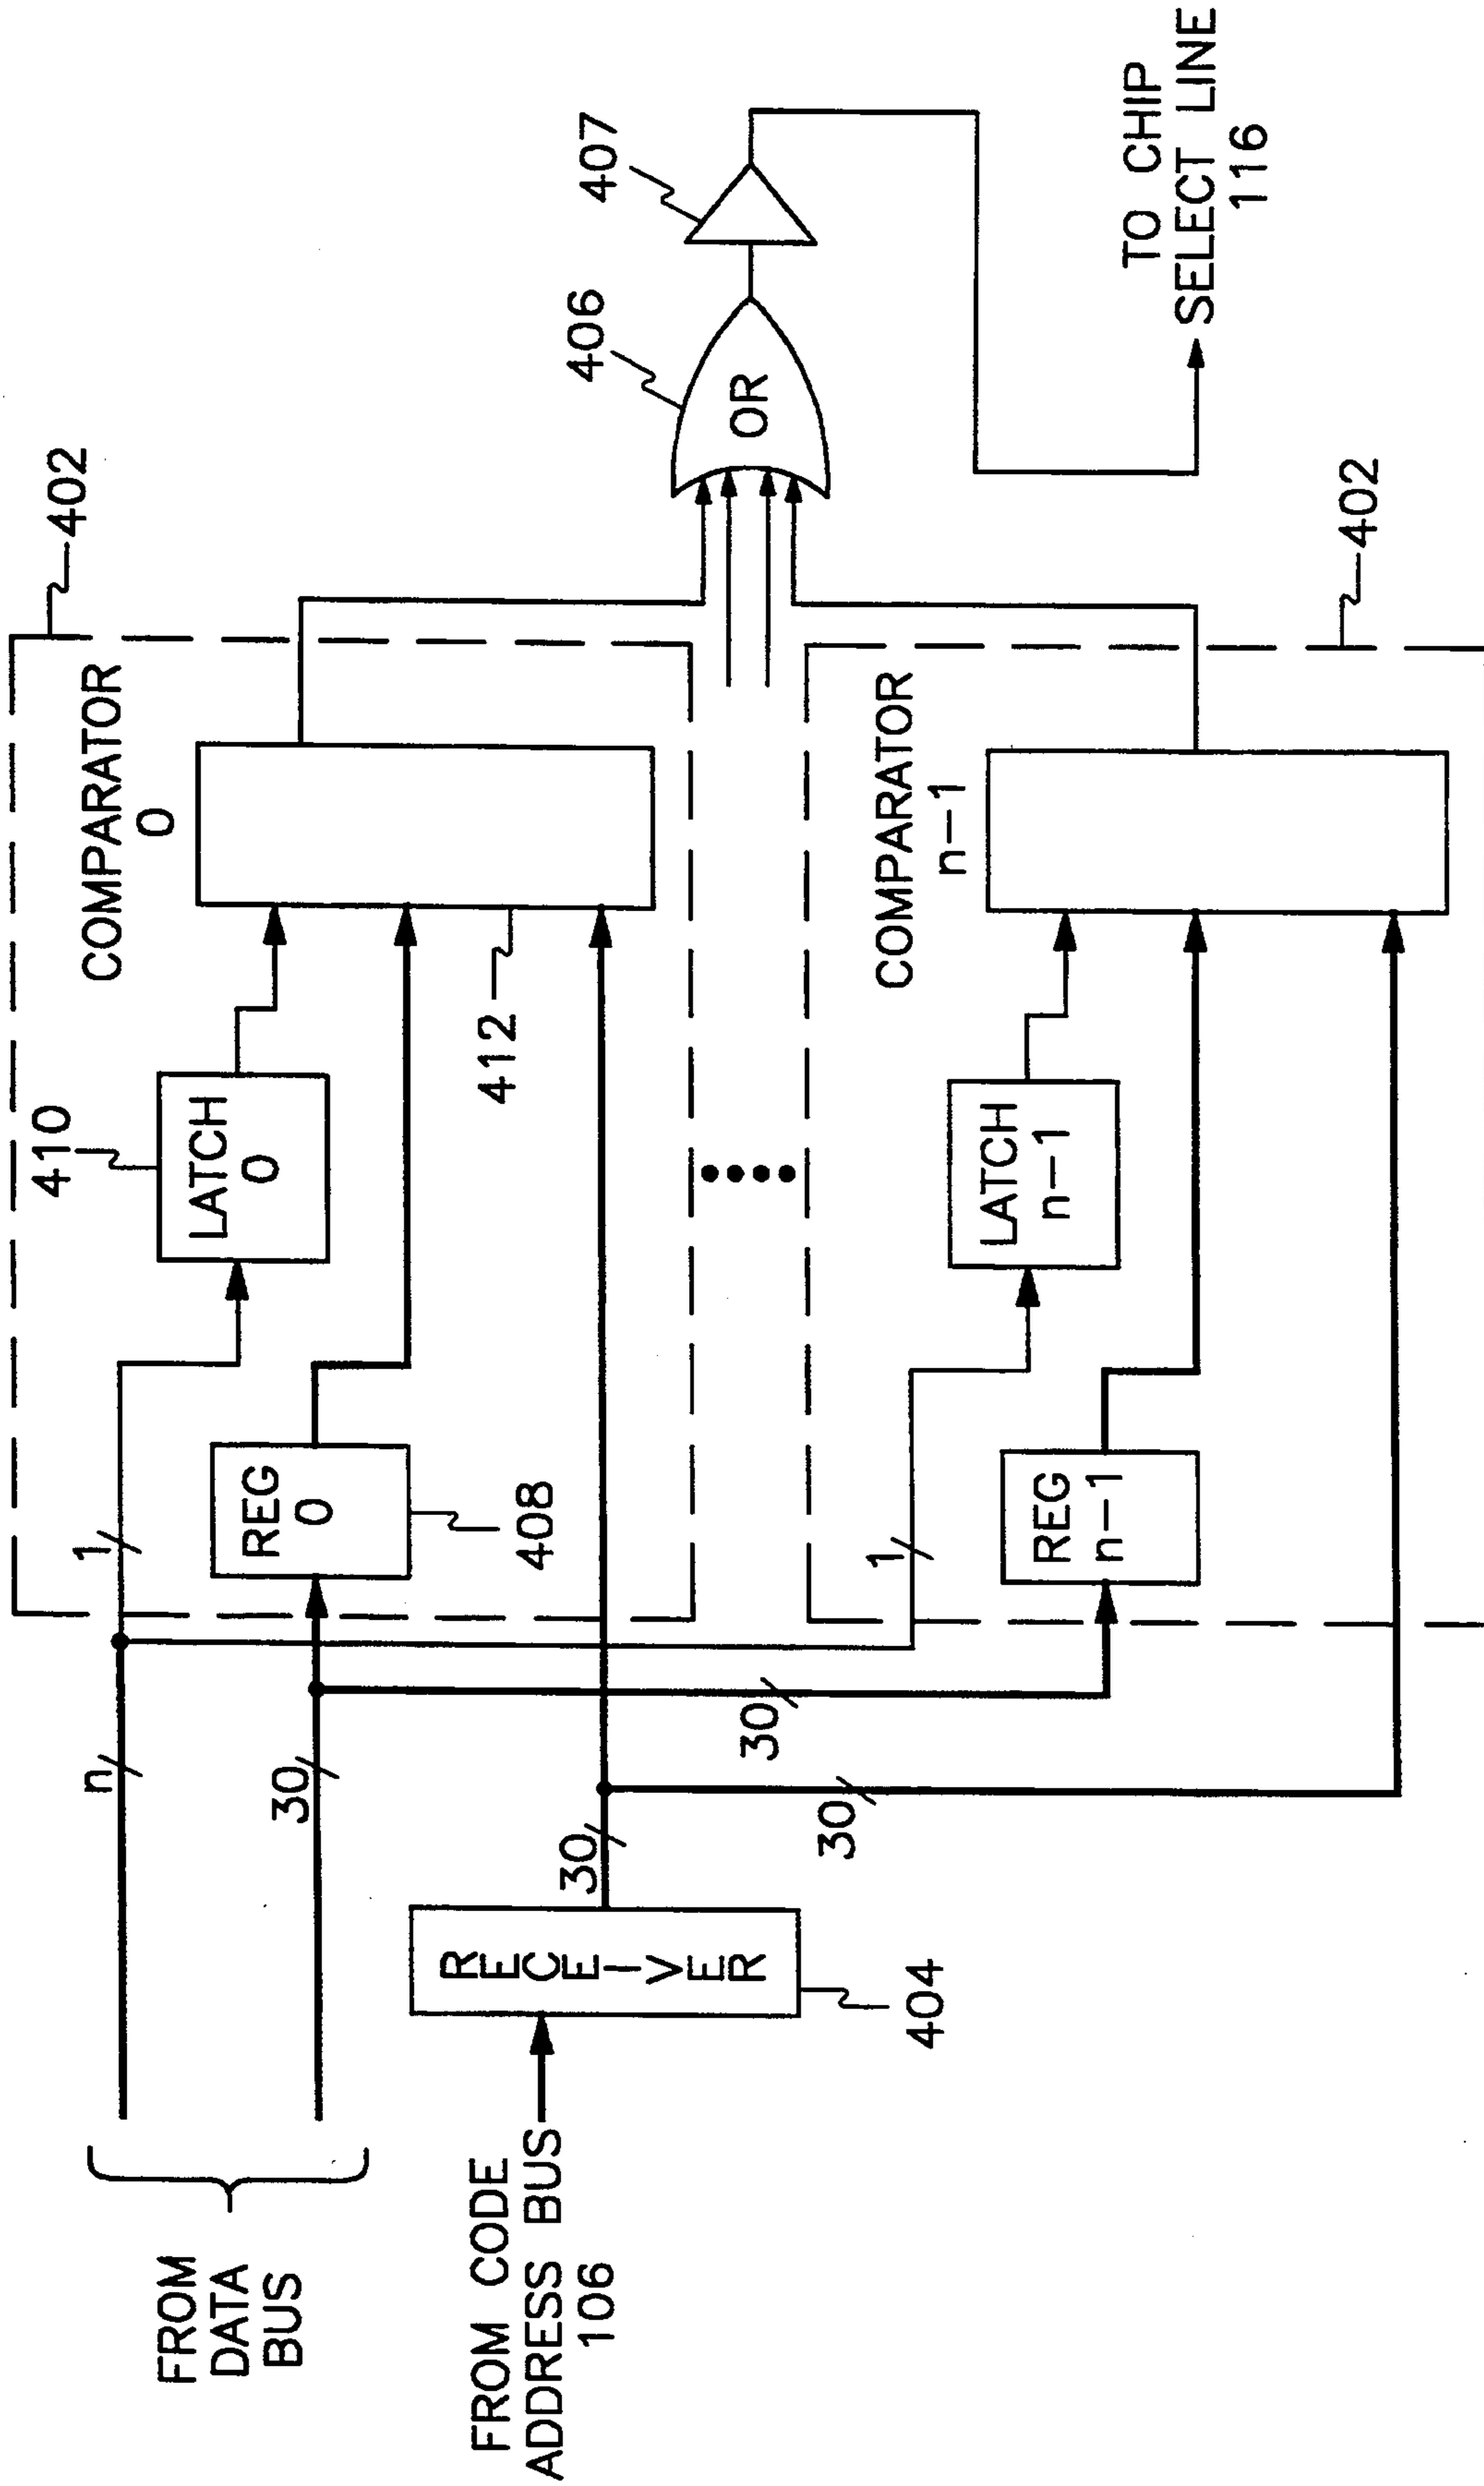 FROM
DATA
BUS
n
30
1
FROM CODE
ADDRESS BUS
106
RECEIVER
404
30
30
30
REG
0
408
410
LATCH
0
COMPARATOR
0
412
402
1
REG
n-1
LATCH
n-1
COMPARATOR
n-1
402
OR
406
407
TO CHIP
SELECT LINE
116